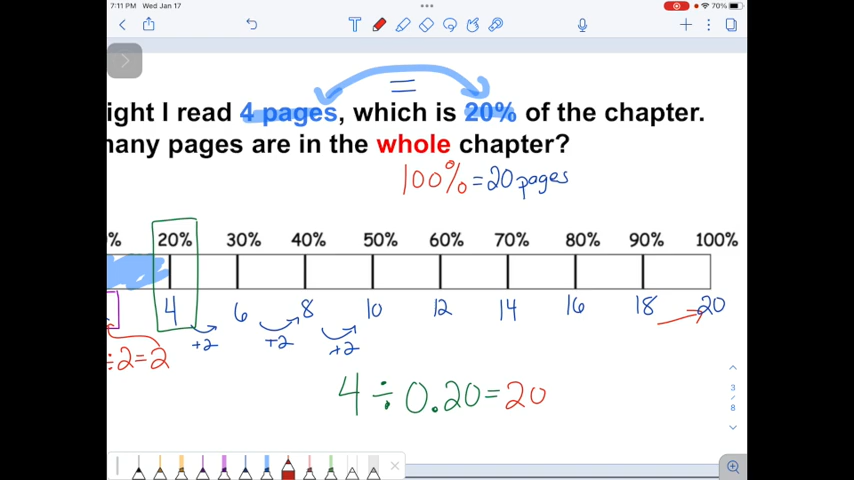 7:11 PM Wed Jan 17
70%
T
=
ight I read 4 pages, which is 20% of the chapter.
many pages are in the whole chapter?
100% = 20 pages
% 20% 30% 40% 50% 60% 70% 80% 90% 100%
4 6 8 10 12 14 16 18 20
+2 +2 +2
÷2=2
4 ÷ 0.20 = 20
3
/
8